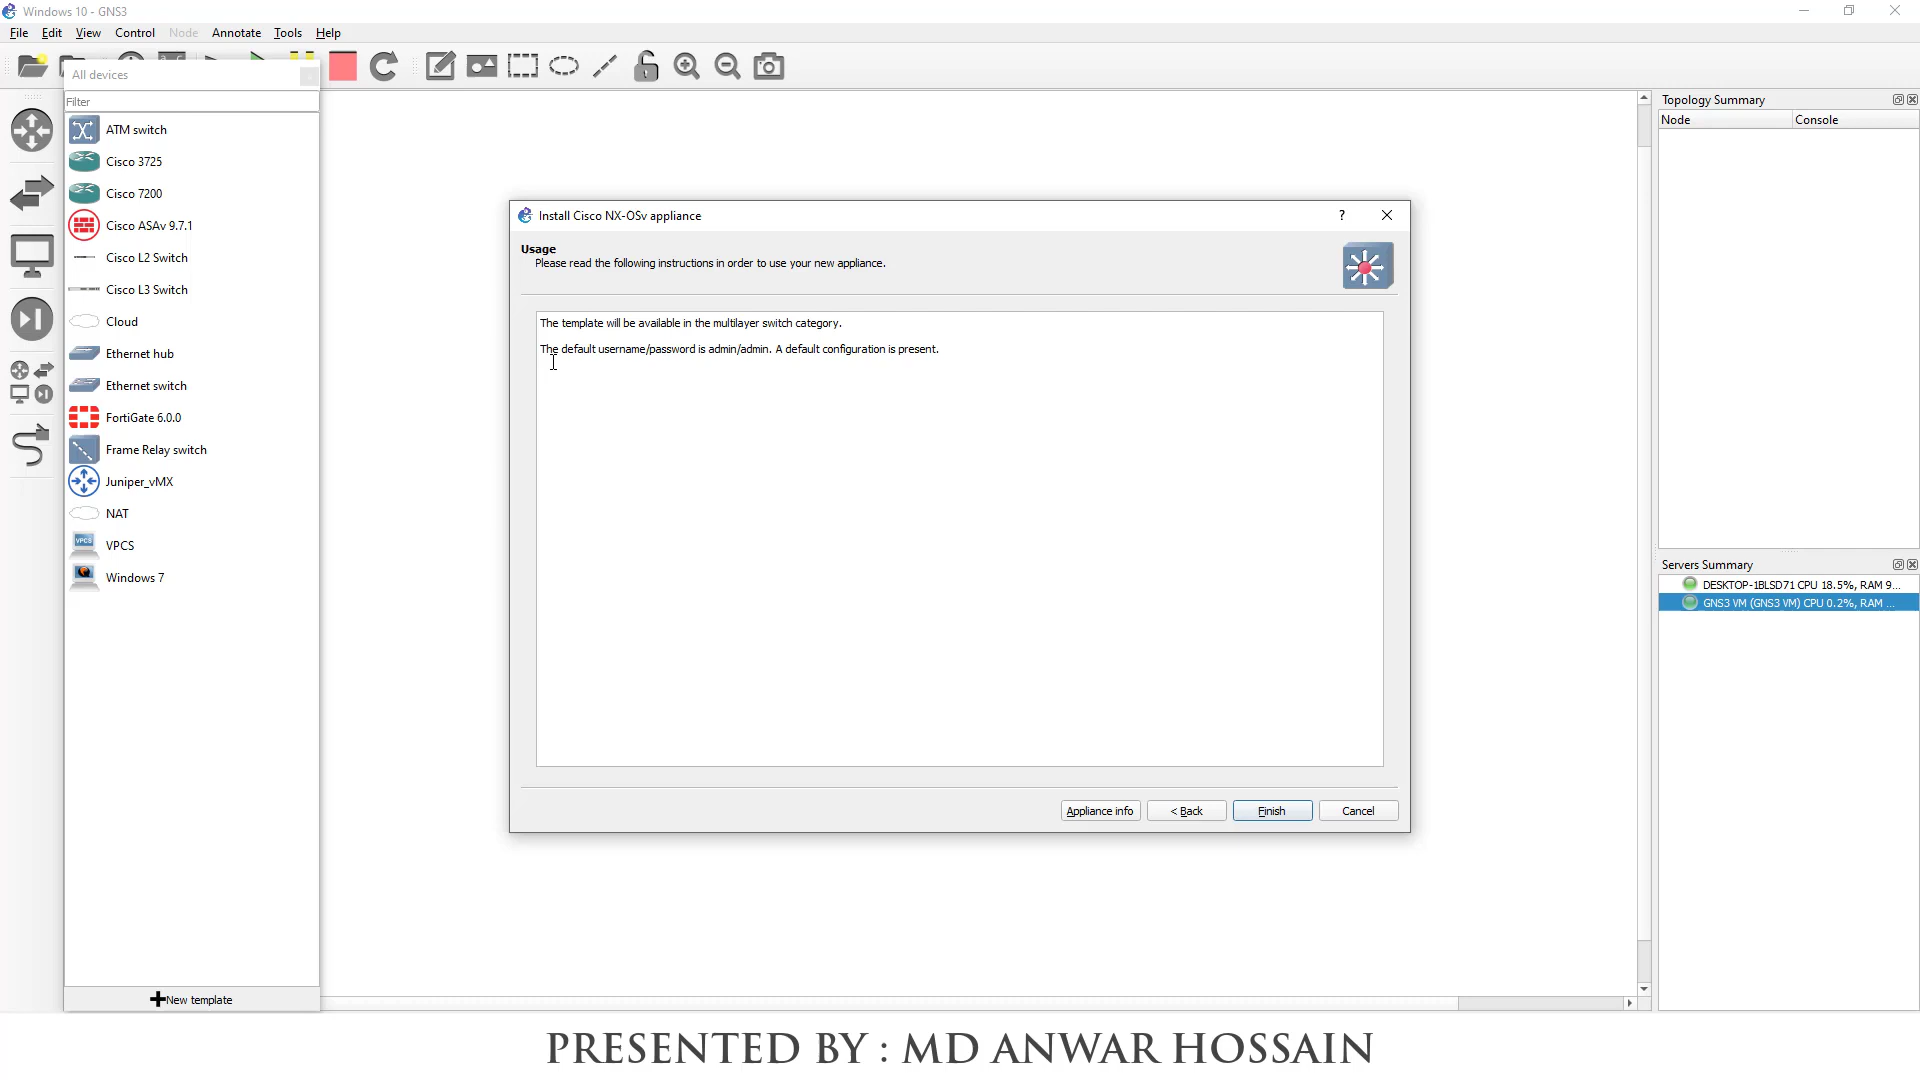 Windows 10 - GNS3
File Edit View Control Node Annotate Tools Help
All devices
Filter
ATM switch
Cisco 3725
Cisco 7200
Cisco ASAv 9.7.1
Cisco L2 Switch
Cisco L3 Switch
Cloud
Ethernet hub
Ethernet switch
FortiGate 6.0.0
Frame Relay switch
Juniper_vMX
NAT
VPCS
VPCS
Windows 7
New template
Install Cisco NX-OSv appliance
?
Usage
Please read the following instructions in order to use your new appliance.
The template will be available in the multilayer switch category.
The default username/password is admin/admin. A default configuration is present.
Appliance info < Back Finish Cancel
Topology Summary
Node Console
Servers Summary
DESKTOP-1BLSD71 CPU 18.5%, RAM 9...
GNS3 VM (GNS3 VM) CPU 0.2%, RAM ...
PRESENTED BY : MD ANWAR HOSSAIN